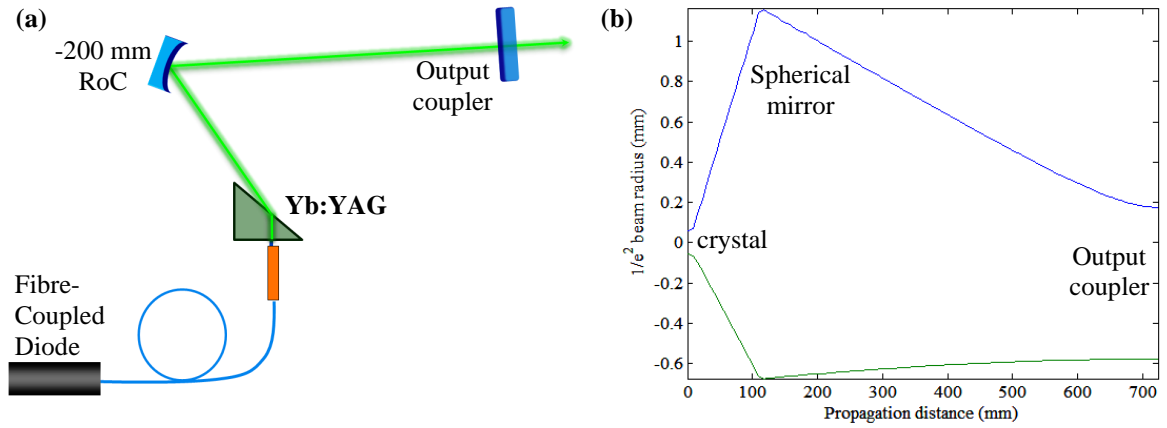 (a)
-200 mm
RoC
Output
coupler
Yb:YAG
Fibre-
Coupled
Diode
(b)
1/e² beam radius (mm)
1
0.8
0.6
0.4
0.2
0
-0.2
-0.4
-0.6
Spherical
mirror
crystal
Output
coupler
0 100 200 300 400 500 600 700
Propagation distance (mm)